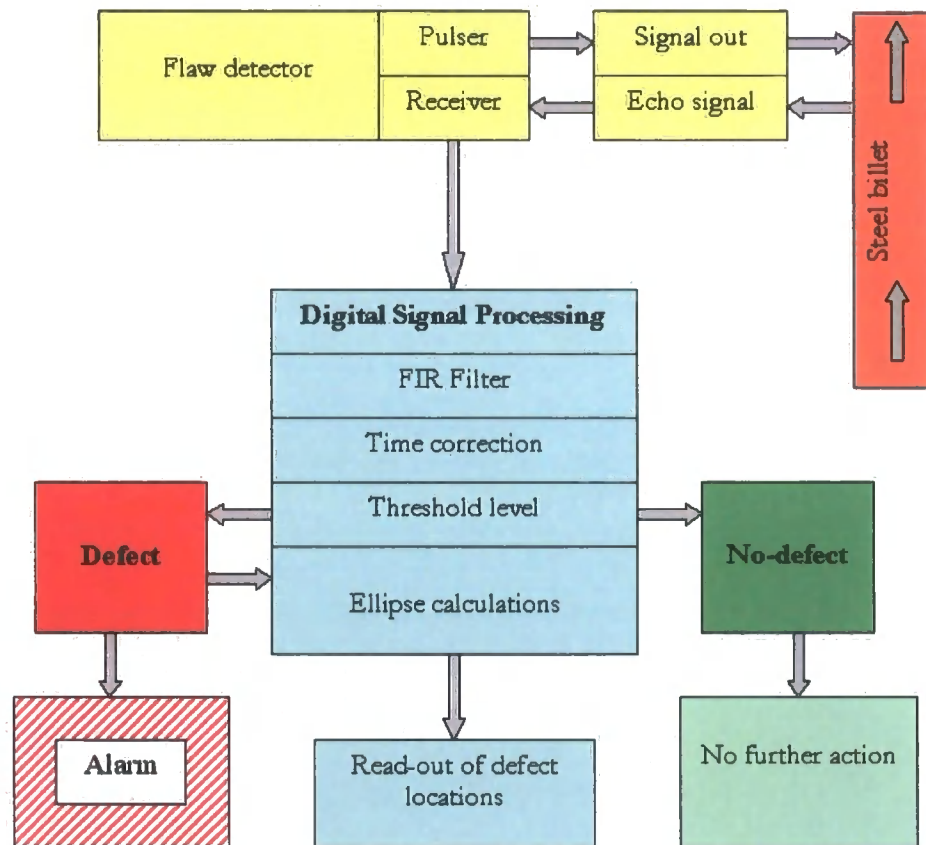 Flaw detector
Pulser
Signal out
Receiver
Echo signal
Steel billet
Digital Signal Processing
FIR Filter
Time correction
Threshold level
Ellipse calculations
Defect
No-defect
Alarm
Read-out of defect
locations
No further action